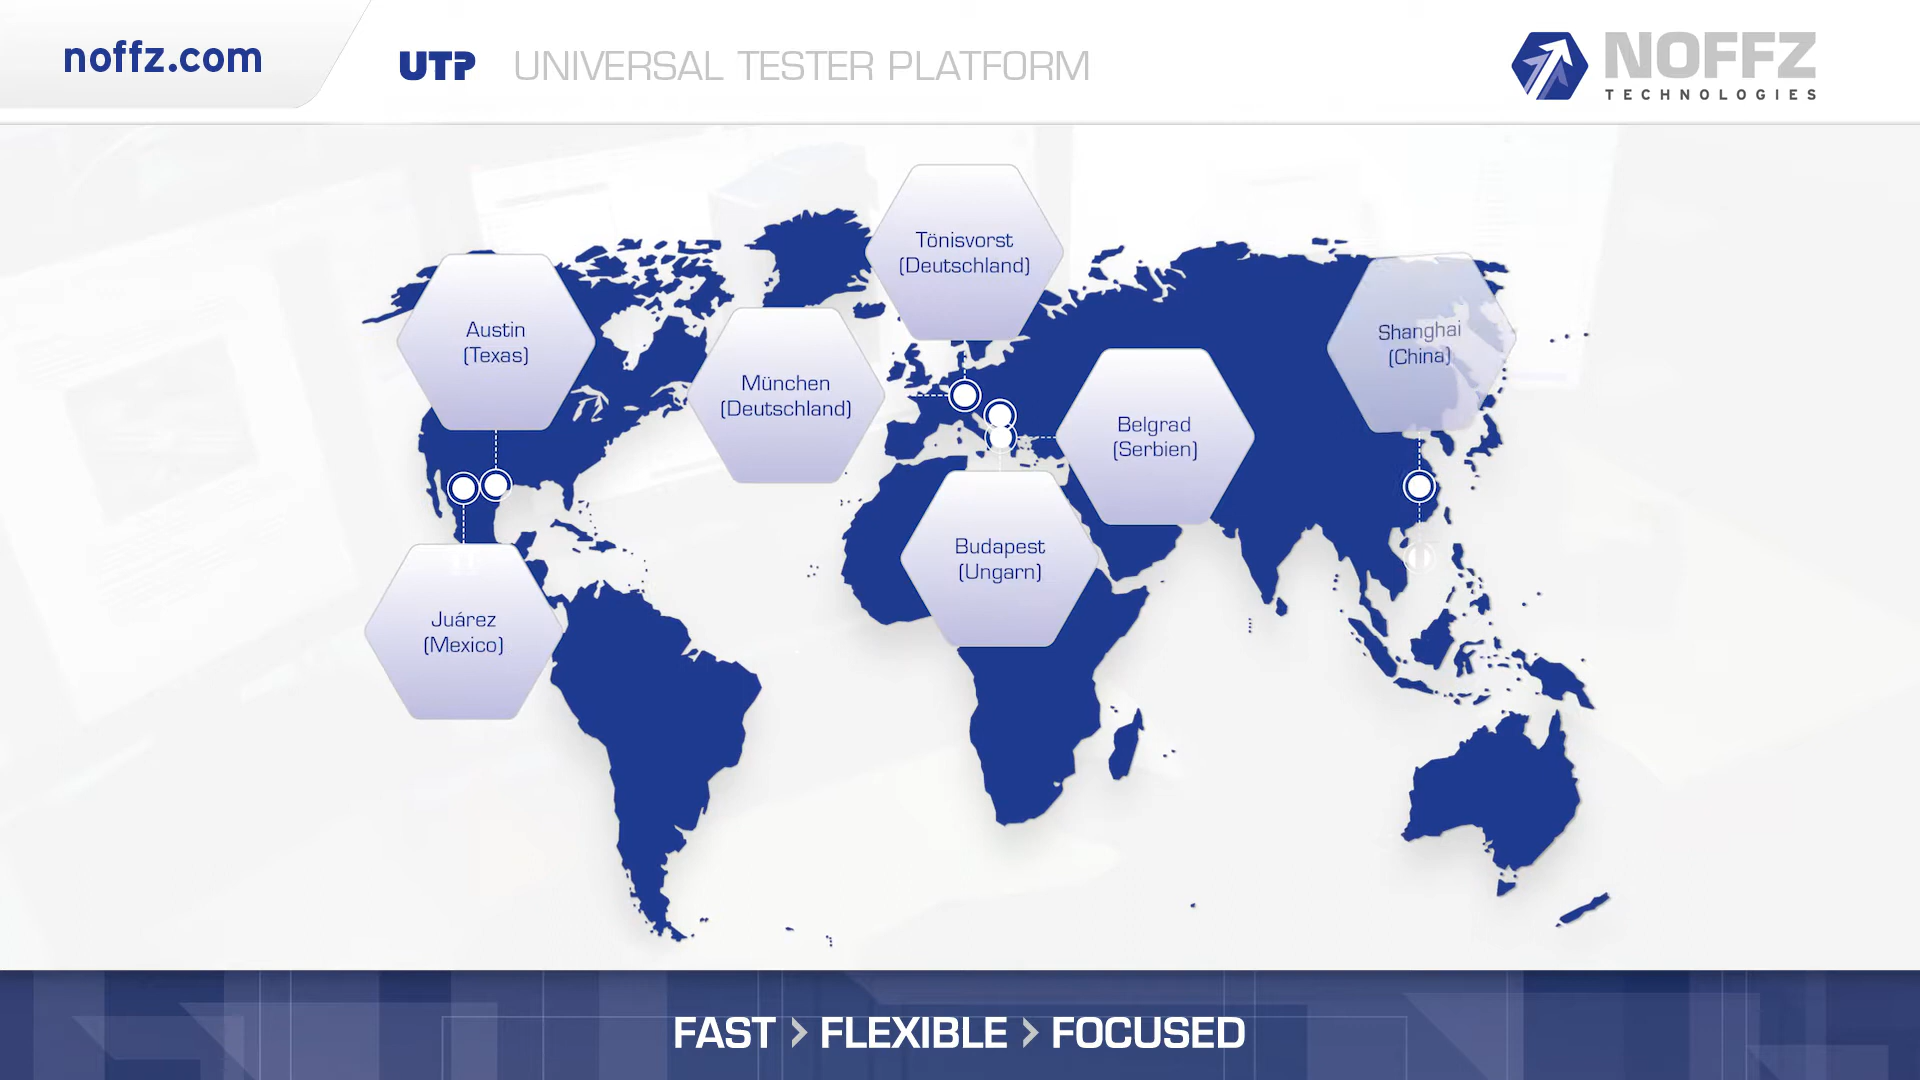 noffz.com
UTP UNIVERSAL TESTER PLATFORM
NOFFZ
TECHNOLOGIES
Tönisvorst
(Deutschland)
Austin
(Texas)
Shanghai
(China)
München
(Deutschland)
Belgrad
(Serbien)
Budapest
(Ungarn)
Juárez
(Mexico)
FAST > FLEXIBLE > FOCUSED